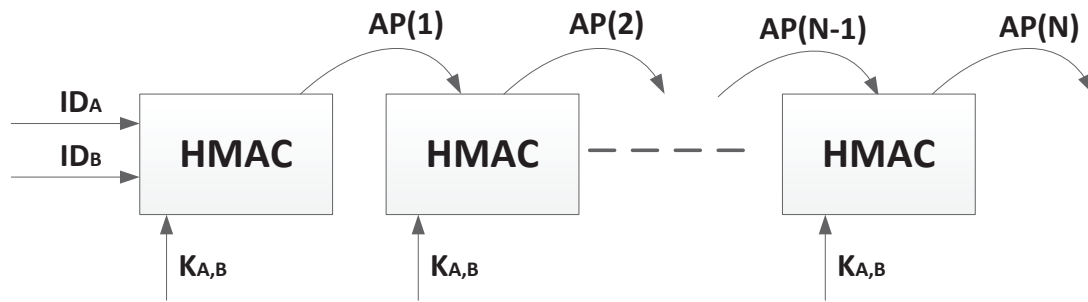 AP(1)
AP(2)
AP(N-1)
AP(N)
IDA
IDB
HMAC
HMAC
HMAC
KA,B
KA,B
KA,B